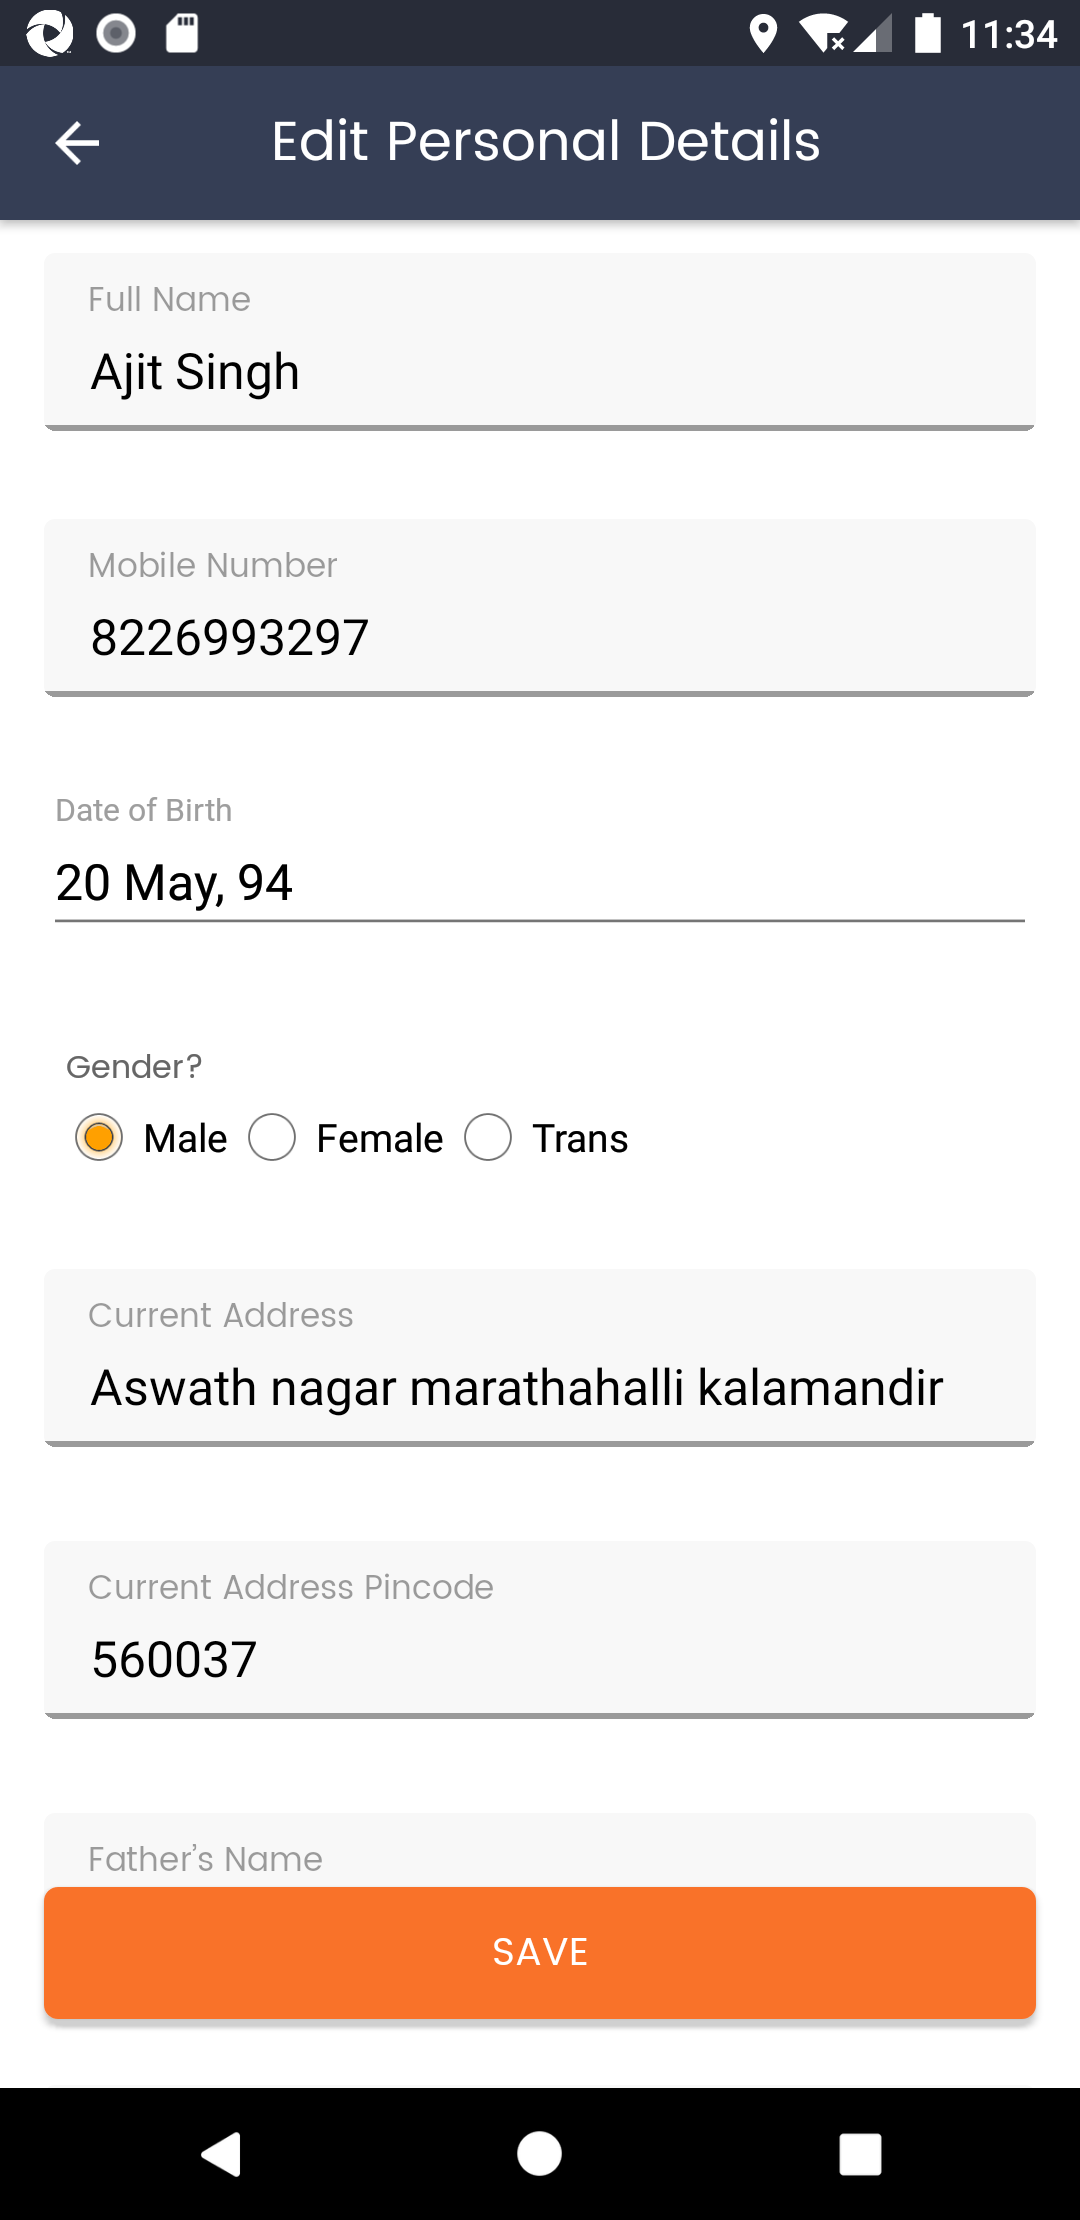 11:34
Edit Personal Details
Full Name
Ajit Singh
Mobile Number
8226993297
Date of Birth
20 May, 94
Gender?
Male Female Trans
Current Address
Aswath nagar marathahalli kalamandir
Current Address Pincode
560037
Father’s Name
SAVE